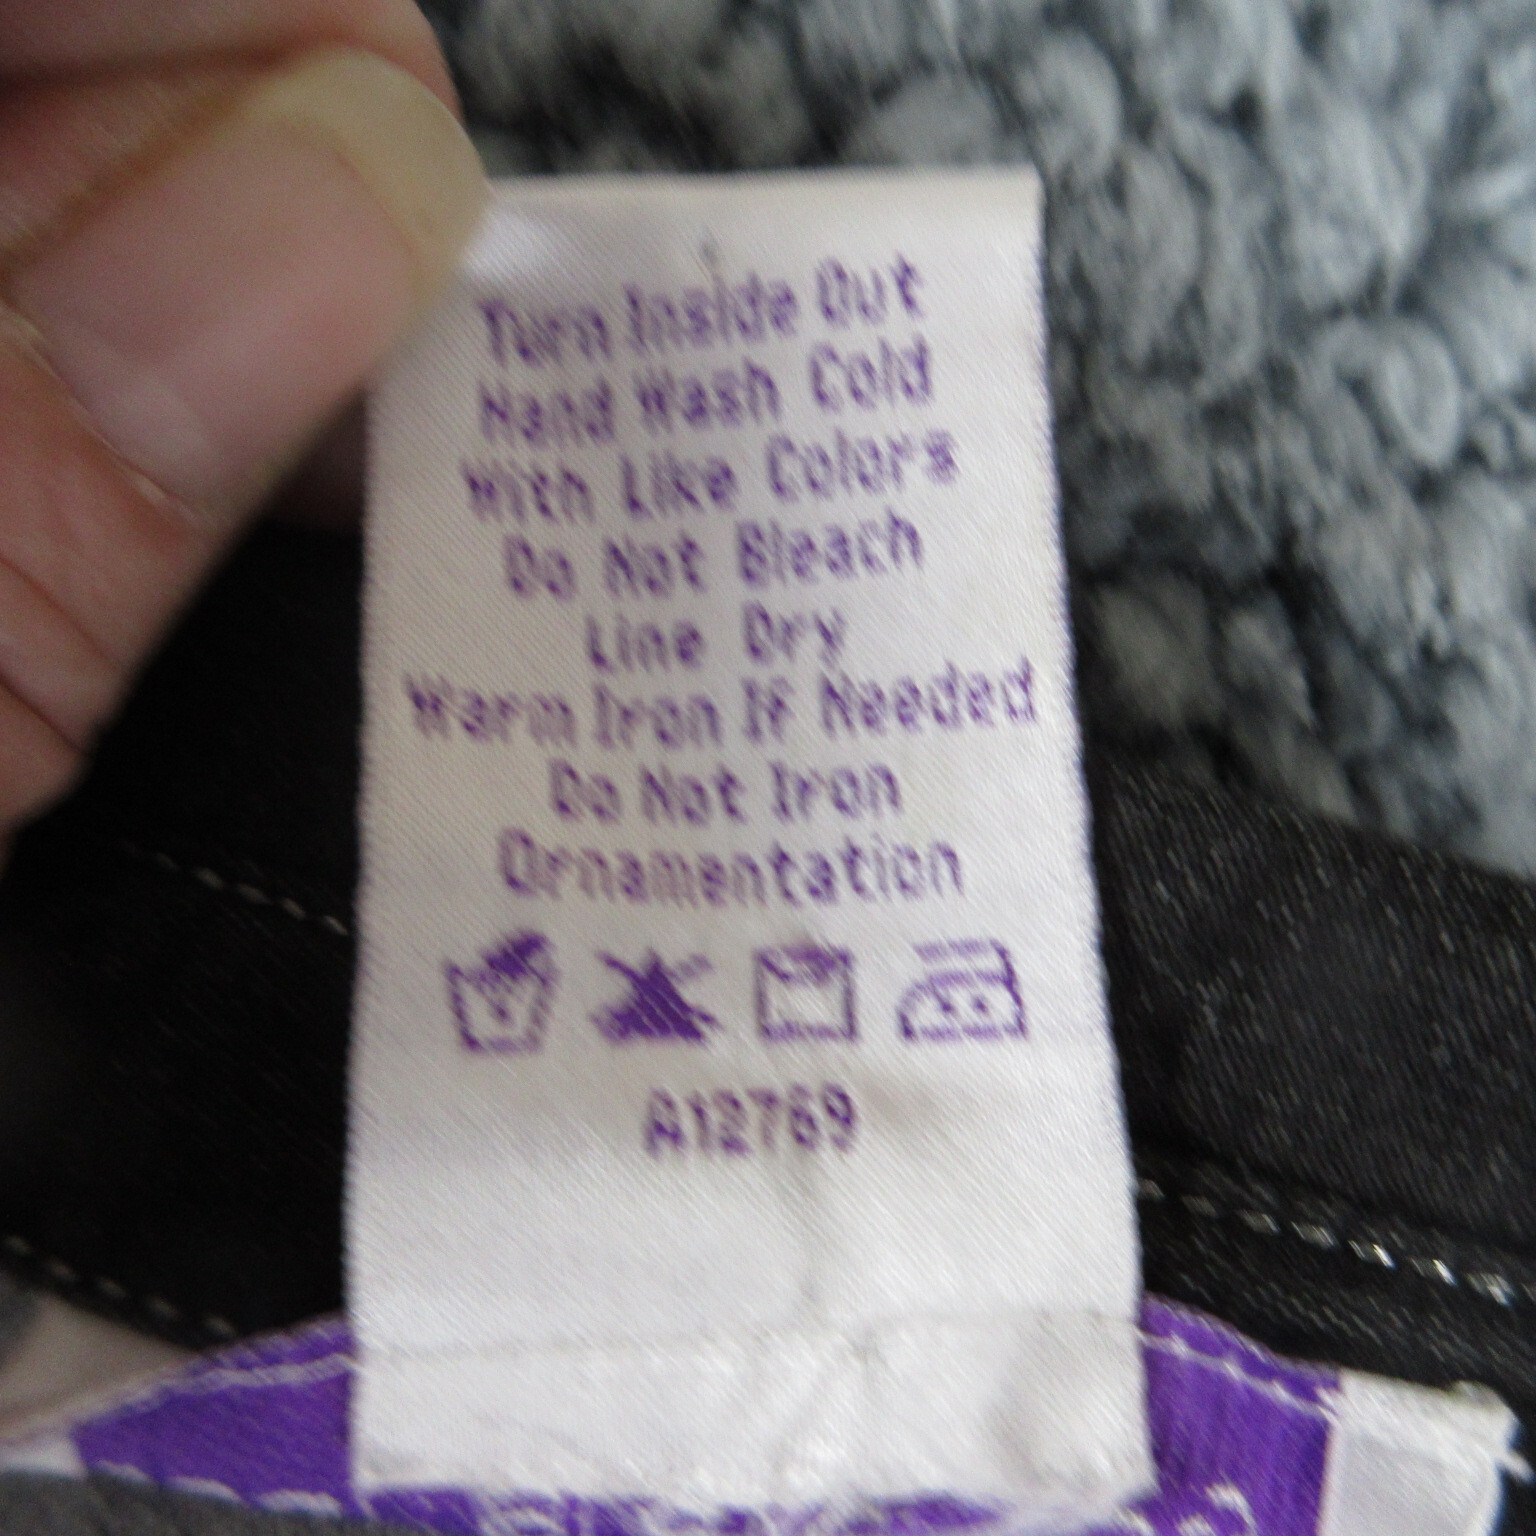 Turn Inside Out
Hand Wash Cold
With Like Colors
Do Not Bleach
Line Dry
Warm Iron If Needed
Do Not Iron
Ornamentation
A12769